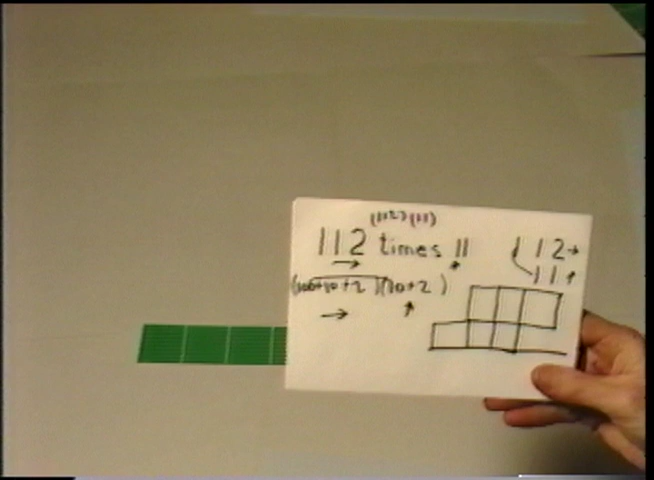 (112)(11)
112 times 11
(100+10+2)(10+2)
112
11